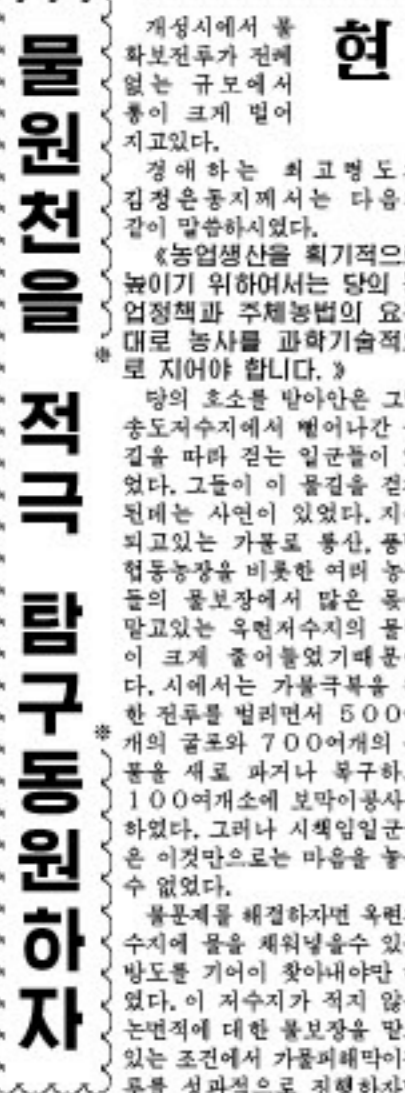 물원천을 적극 탐구동원하자
현
개성시에서 물
확보전투가 전례
없는 규모에서
통이 크게 벌어
지고있다.
경애하는 최고령도
김정은동지께서는 다음
같이 말씀하시였다.
《농업생산을 획기적으로
높이기 위하여서는 당의
업정책과 주체농법의 요
대로 농사를 과학기술적
로 지어야 합니다.》
당의 호소를 받아안은 그
송도저수지에서 뻗어나간
길을 따라 걷는 일군들이
었다. 그들이 이 물길을 걷
된데는 사연이 있었다. 지
되고있는 가물로 룡산, 풍
협동농장을 비롯한 여러 농
들의 물보장에서 많은 몫
맡고있는 옥련저수지의 물
이 크게 줄어들었기때문
다. 시에서는 가물극복을
한 전투를 벌리면서 500
개의 굴포와 700여개의
물을 새로 파거나 복구하
100여개소에 보막이공사
하였다. 그러나 시책임일군
은 이것만으로는 마음을 놓
수 없었다.
물문제를 해결하자면 옥련
수지에 물을 채워넣을수 있
방도를 기어이 찾아내야만
였다. 이 저수지가 적지 않
논면적에 대한 물보장을 맡
있는 조건에서 가물피해막이
투를 성과적으로 진행하자